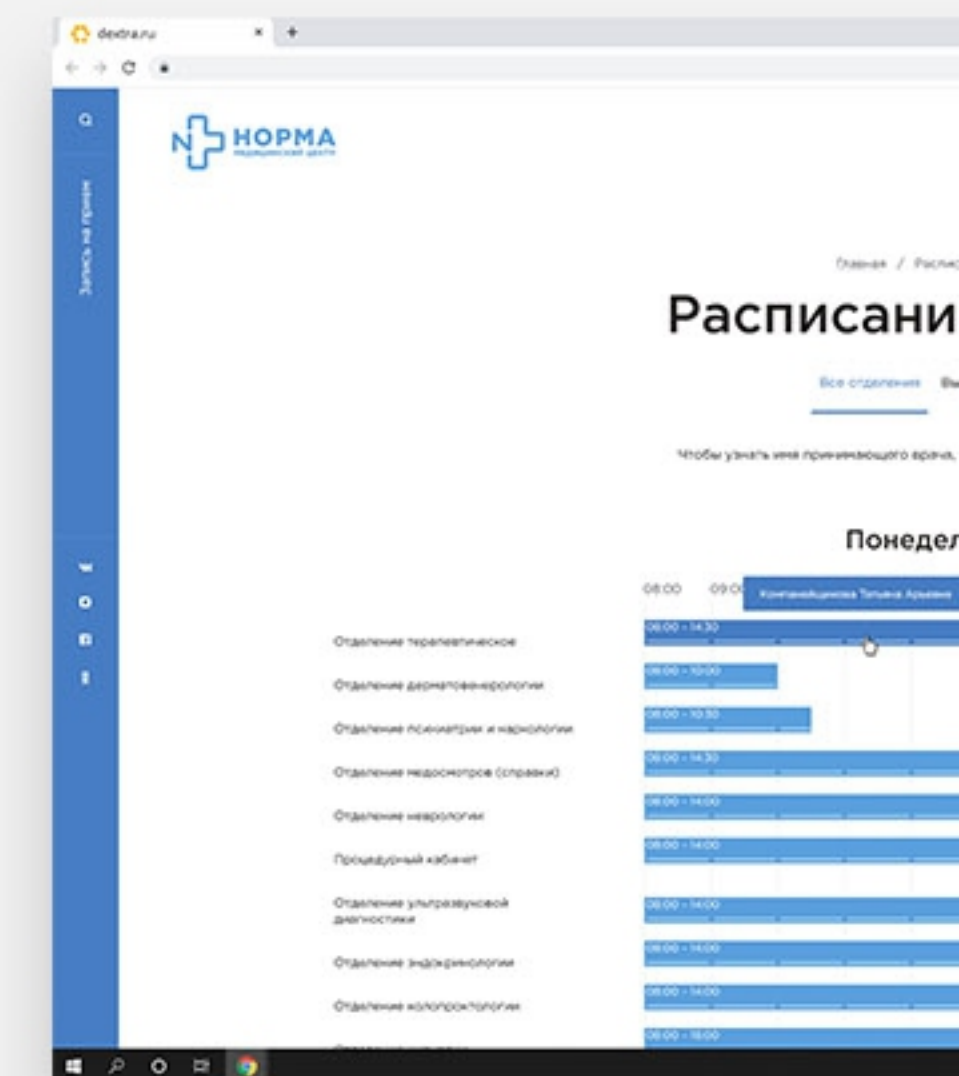 dextra.ru
Запись на прием
НОРМА
МЕДИЦИНСКИЙ ЦЕНТР
Главная / Распис
Расписани
Все отделения Вы
Чтобы узнать имя принимающего врача,
Понедел
08:00 09:00
Татьяна
Отделение терапевтическое
08:00 - 14:30
Отделение дерматовенерологии
08:00 - 10:00
Отделение психиатрии и наркологии
08:00 - 10:30
Отделение медосмотров (справки)
08:00 - 14:30
Отделение неврологии
08:00 - 14:00
Процедурный кабинет
08:00 - 14:00
Отделение ультразвуковой
диагностики
08:00 - 14:00
Отделение эндокринологии
08:00 - 14:00
Отделение колопроктологии
08:00 - 14:00